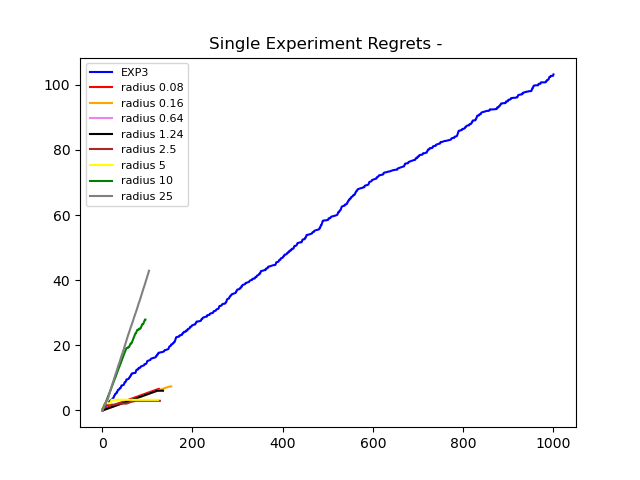 Single Experiment Regrets -
100
80
60
40
20
0
EXP3
radius 0.08
radius 0.16
radius 0.64
radius 1.24
radius 2.5
radius 5
radius 10
radius 25
0 200 400 600 800 1000